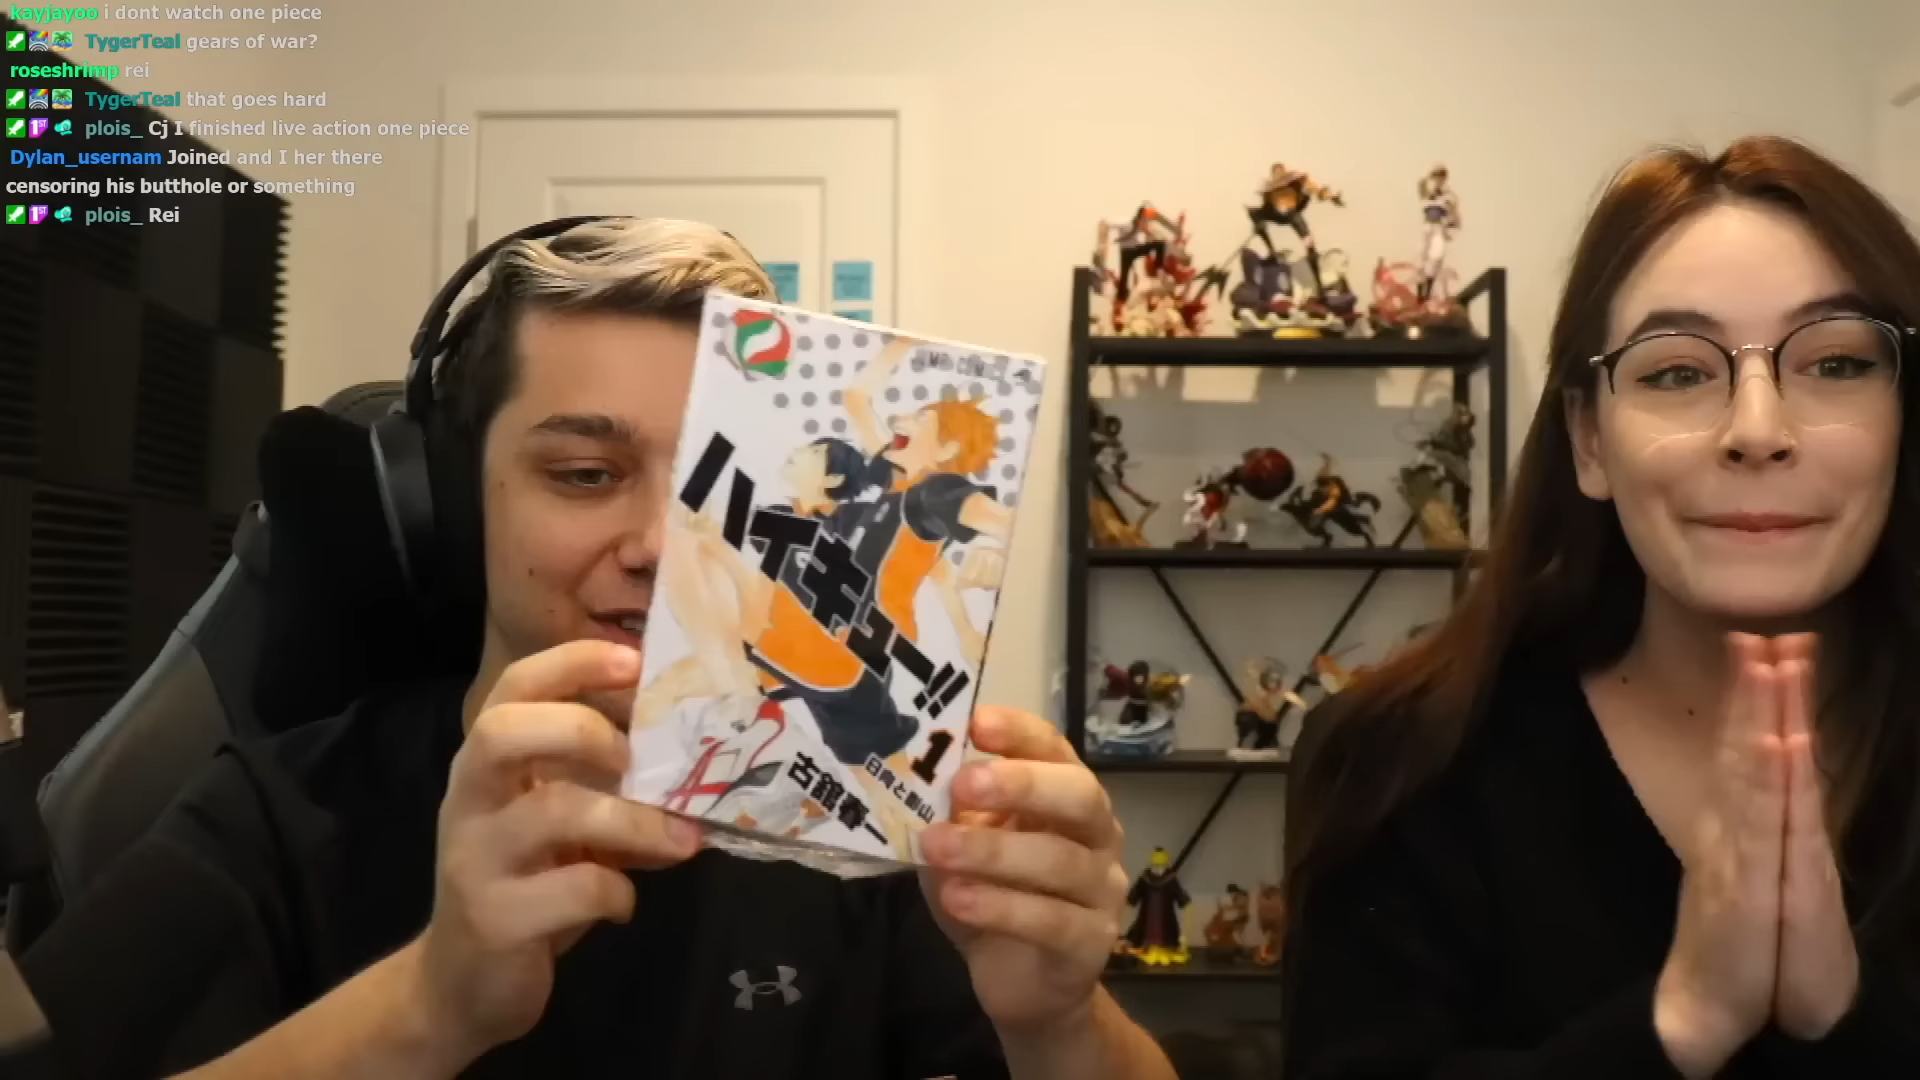 kayjayoo i dont watch one piece
TygerTeal gears of war?
roseshrimp rei
TygerTeal that goes hard
1ST plois_ Cj I finished live action one piece
Dylan_usernam Joined and I her there
censoring his butthole or something
1ST plois_ Rei
ハイキュー!!
1
日向と影山
古舘春一